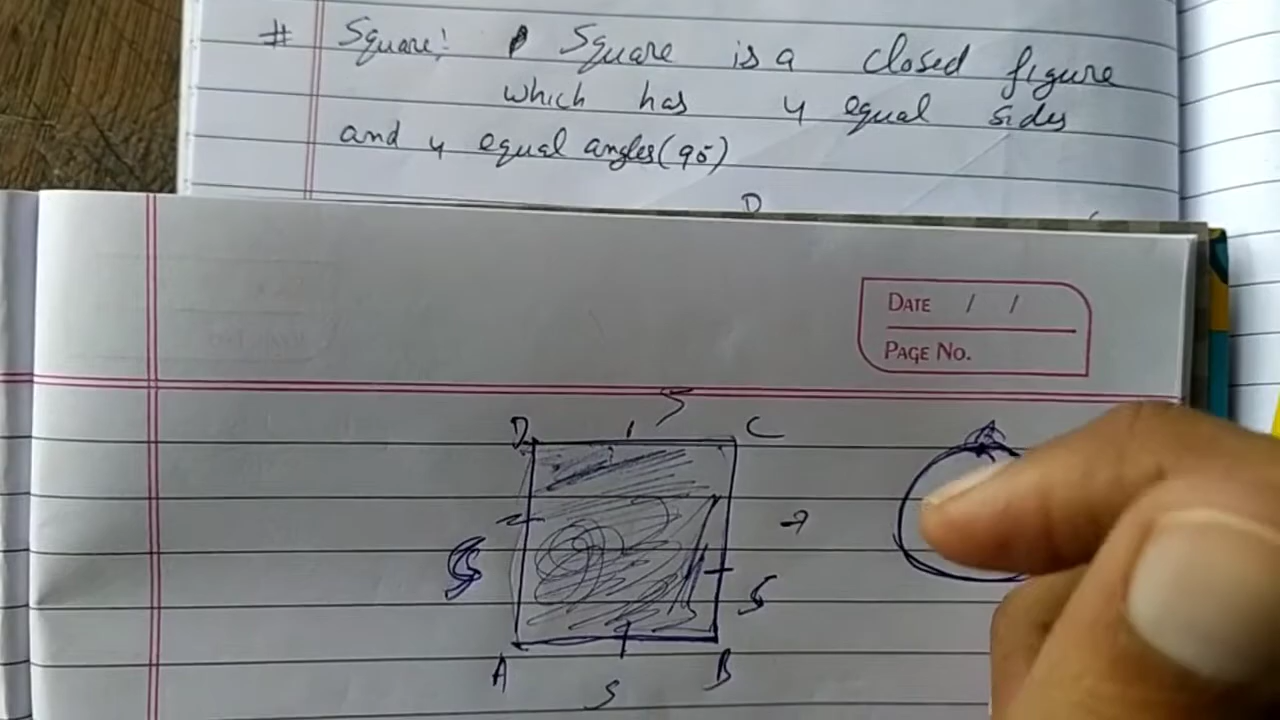 # Square: Square is a closed figure
which has 4 equal sides
and 4 equal angles (90°)
D
DATE / /
PAGE NO.
S
D C
S S
A B
S